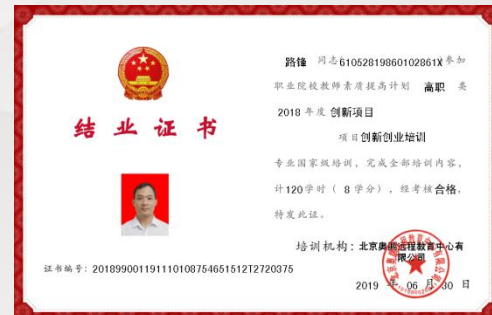 结业证书
证书编号：201899001191110108754651512T2720375
路锋 同志61052819860102861X参加
职业院校教师素质提高计划 高职 类
2018 年度 创新项目
项目创新创业培训
专业国家级培训，完成全部培训内容，
计120学时（ 8 学分），经考核合格，
特发此证。
培训机构：北京奥鹏远程教育中心有
限公司
2019 年 06 月 30 日